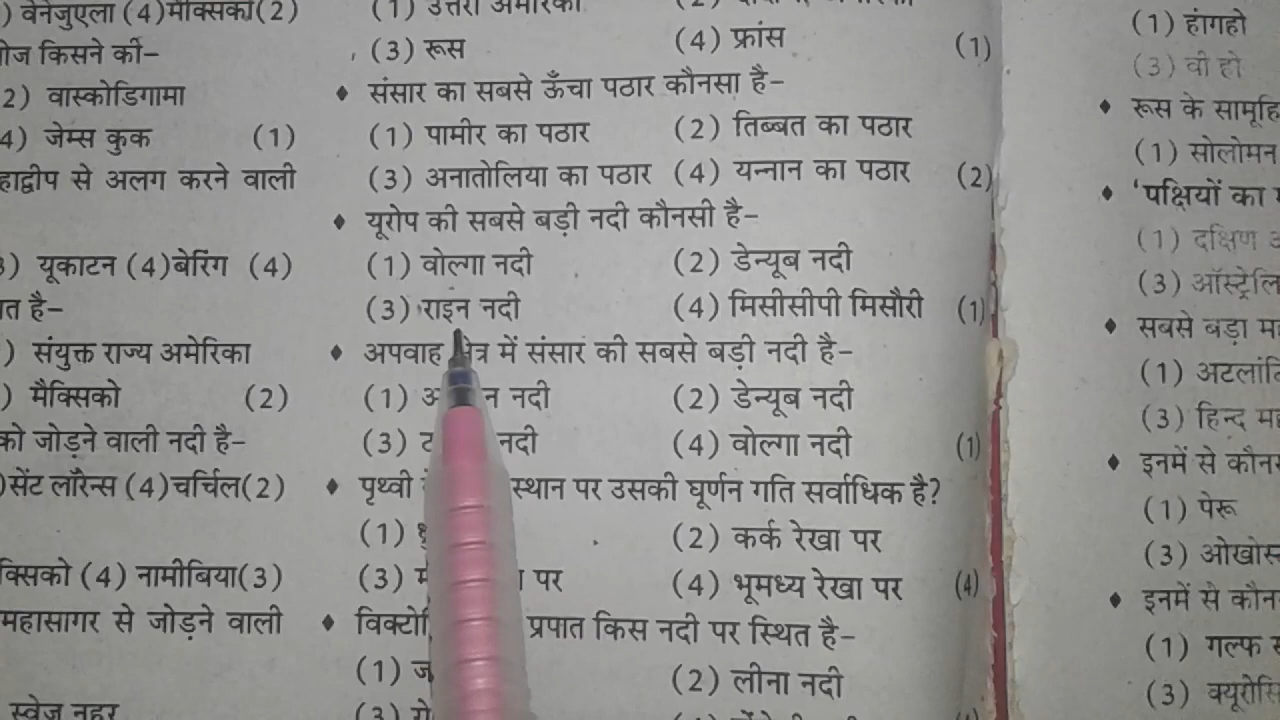 ) वेनेजुएला (4)मैक्सिको(2)
किसने की–
2) वास्कोडिगामा
4) जेम्स कुक (1)
से अलग करने वाली
3) यूकाटन (4)बेरिंग (4)
है–
) संयुक्त राज्य अमेरिका
) मैक्सिको (2)
को जोड़ने वाली नदी है–
)सेंट लॉरेन्स (4)चर्चिल(2)
(4) नामीबिया(3)
महासागर से जोड़ने वाली
स्वेज नहर
(1) उत्तरी अमेरिका (2)
(3) रूस (4) फ्रांस (1)
♦ संसार का सबसे ऊँचा पठार कौनसा है–
(1) पामीर का पठार (2) तिब्बत का पठार
(3) अनातोलिया का पठार (4) यन्नान का पठार (2)
♦ यूरोप की सबसे बड़ी नदी कौनसी है–
(1) वोल्गा नदी (2) डेन्यूब नदी
(3) राइन नदी (4) मिसीसीपी मिसौरी (1)
♦ अपवाह में संसार की सबसे बड़ी नदी है–
(1) नदी (2) डेन्यूब नदी
(3) नदी (4) वोल्गा नदी (1)
♦ पृथ्वी स्थान पर उसकी घूर्णन गति सर्वाधिक है?
(1) (2) कर्क रेखा पर
(3) पर (4) भूमध्य रेखा पर (4)
♦ प्रपात किस नदी पर स्थित है–
(1) (2) लीना नदी
(3)
(1) हांगहो
(3) वी हो
♦ रूस के
(1) सोलोमन
♦ 'पक्षियों का
(1) दक्षिण
(3)
♦ सबसे बड़ा
(1)
(3) हिन्द
♦ इनमें से
(1) पेरू
(3)
♦ इनमें से
(1) गल्फ
(3)